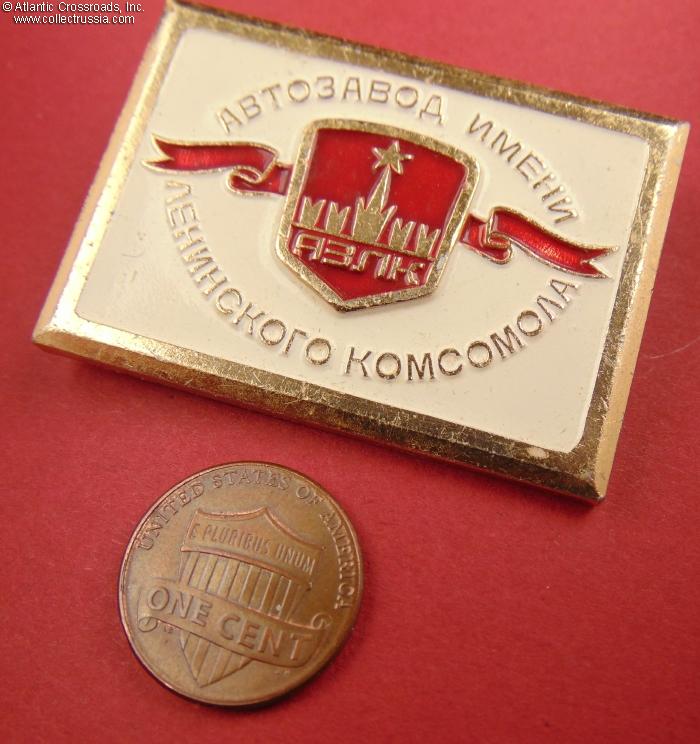 © Atlantic Crossroads, Inc.
www.collectrussia.com
АВТОЗАВОД ИМЕНИ
АЗЛК
ЛЕНИНСКОГО КОМСОМОЛА
UNITED STATES OF AMERICA
E PLURIBUS UNUM
ONE CENT